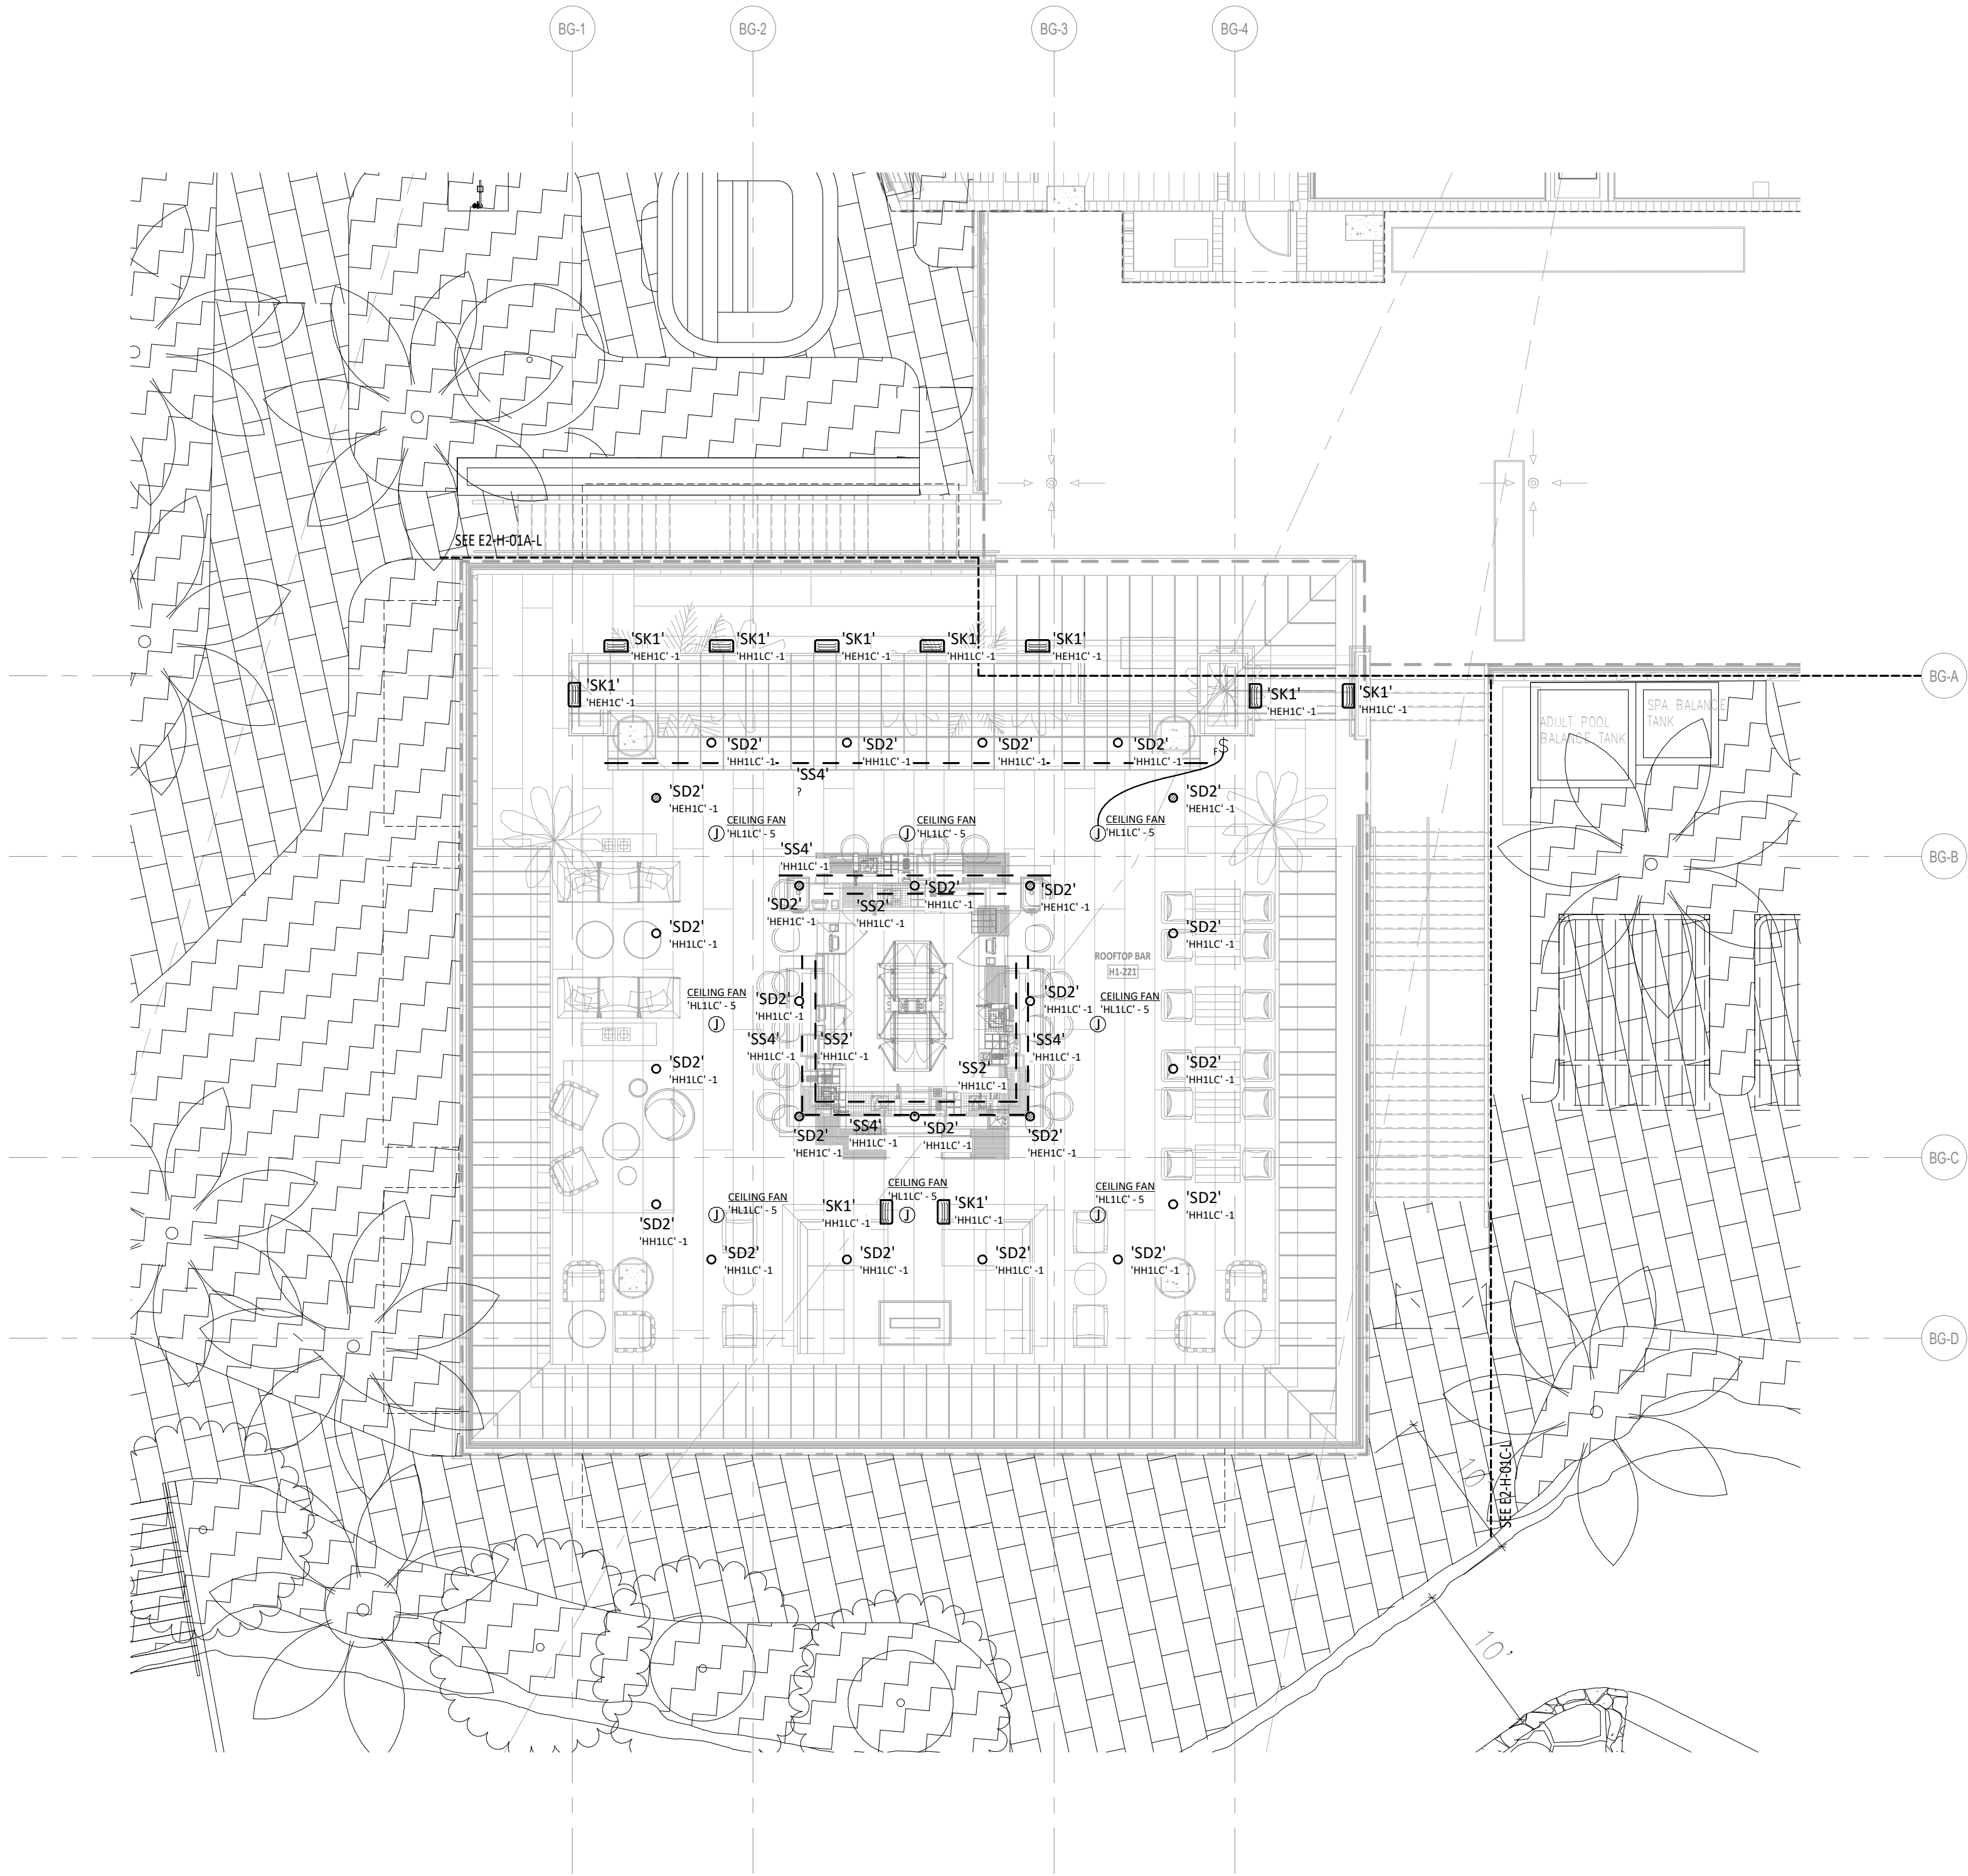 BG-1
BG-2
BG-3
BG-4
SEE E2-H-01A-L
'SK1'
'HEH1C' -1
'SK1'
'HH1LC' -1
'SK1'
'HEH1C' -1
'SK1'
'HH1LC' -1
'SK1'
'HEH1C' -1
BG-A
'SK1'
'HEH1C' -1
'SK1'
'HEH1C' -1
'SK1'
'HH1LC' -1
ADULT POOL
BALANCE TANK
SPA BALANCE
TANK
'SD2'
'HH1LC' -1
'SD2'
'HH1LC' -1
'SD2'
'HH1LC' -1
'SD2'
'HH1LC' -1
F$
'SS4'
?
'SD2'
'HEH1C' -1
'SD2'
'HEH1C' -1
CEILING FAN
'HL1LC' - 5
J
CEILING FAN
'HL1LC' - 5
J
CEILING FAN
'HL1LC' - 5
J
'SS4'
'HH1LC' -1
BG-B
'SD2'
'HEH1C' -1
'SS2'
'HH1LC' -1
'SD2'
'HH1LC' -1
'SD2'
'HEH1C' -1
'SD2'
'HH1LC' -1
'SD2'
'HH1LC' -1
ROOFTOP BAR
H1-221
CEILING FAN
'HL1LC' - 5
J
'SD2'
'HH1LC' -1
'SD2'
'HH1LC' -1
CEILING FAN
'HL1LC' - 5
J
'SS4'
'HH1LC' -1
'SS2'
'HH1LC' -1
'SS4'
'HH1LC' -1
'SD2'
'HH1LC' -1
'SS2'
'HH1LC' -1
'SD2'
'HH1LC' -1
'SD2'
'HEH1C' -1
'SS4'
'HH1LC' -1
'SD2'
'HH1LC' -1
'SD2'
'HEH1C' -1
BG-C
CEILING FAN
'HL1LC' - 5
J
CEILING FAN
'HL1LC' - 5
J
CEILING FAN
'HL1LC' - 5
J
'SK1'
'HH1LC' -1
'SK1'
'HH1LC' -1
'SD2'
'HH1LC' -1
'SD2'
'HH1LC' -1
'SD2'
'HH1LC' -1
'SD2'
'HH1LC' -1
'SD2'
'HH1LC' -1
'SD2'
'HH1LC' -1
BG-D
SEE E2-H-01C-L
10'